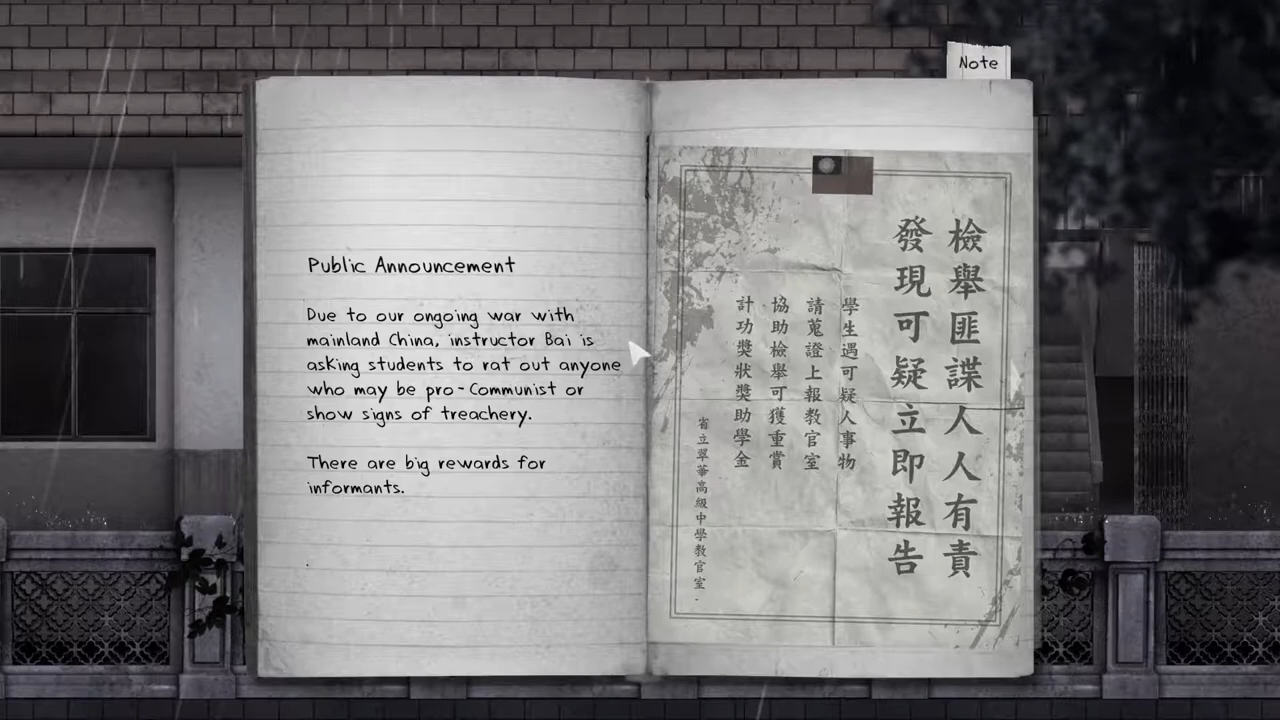 Note
Public Announcement
Due to our ongoing war with
mainland China, instructor Bai is
asking students to rat out anyone
who may be pro-Communist or
show signs of treachery.
There are big rewards for
informants.
檢舉匪諜人人有責
發現可疑立即報告
學生遇可疑人事物
請蒐證上報教官室
協助檢舉可獲重賞
計功獎狀獎助學金
省立翠華高級中學教官室